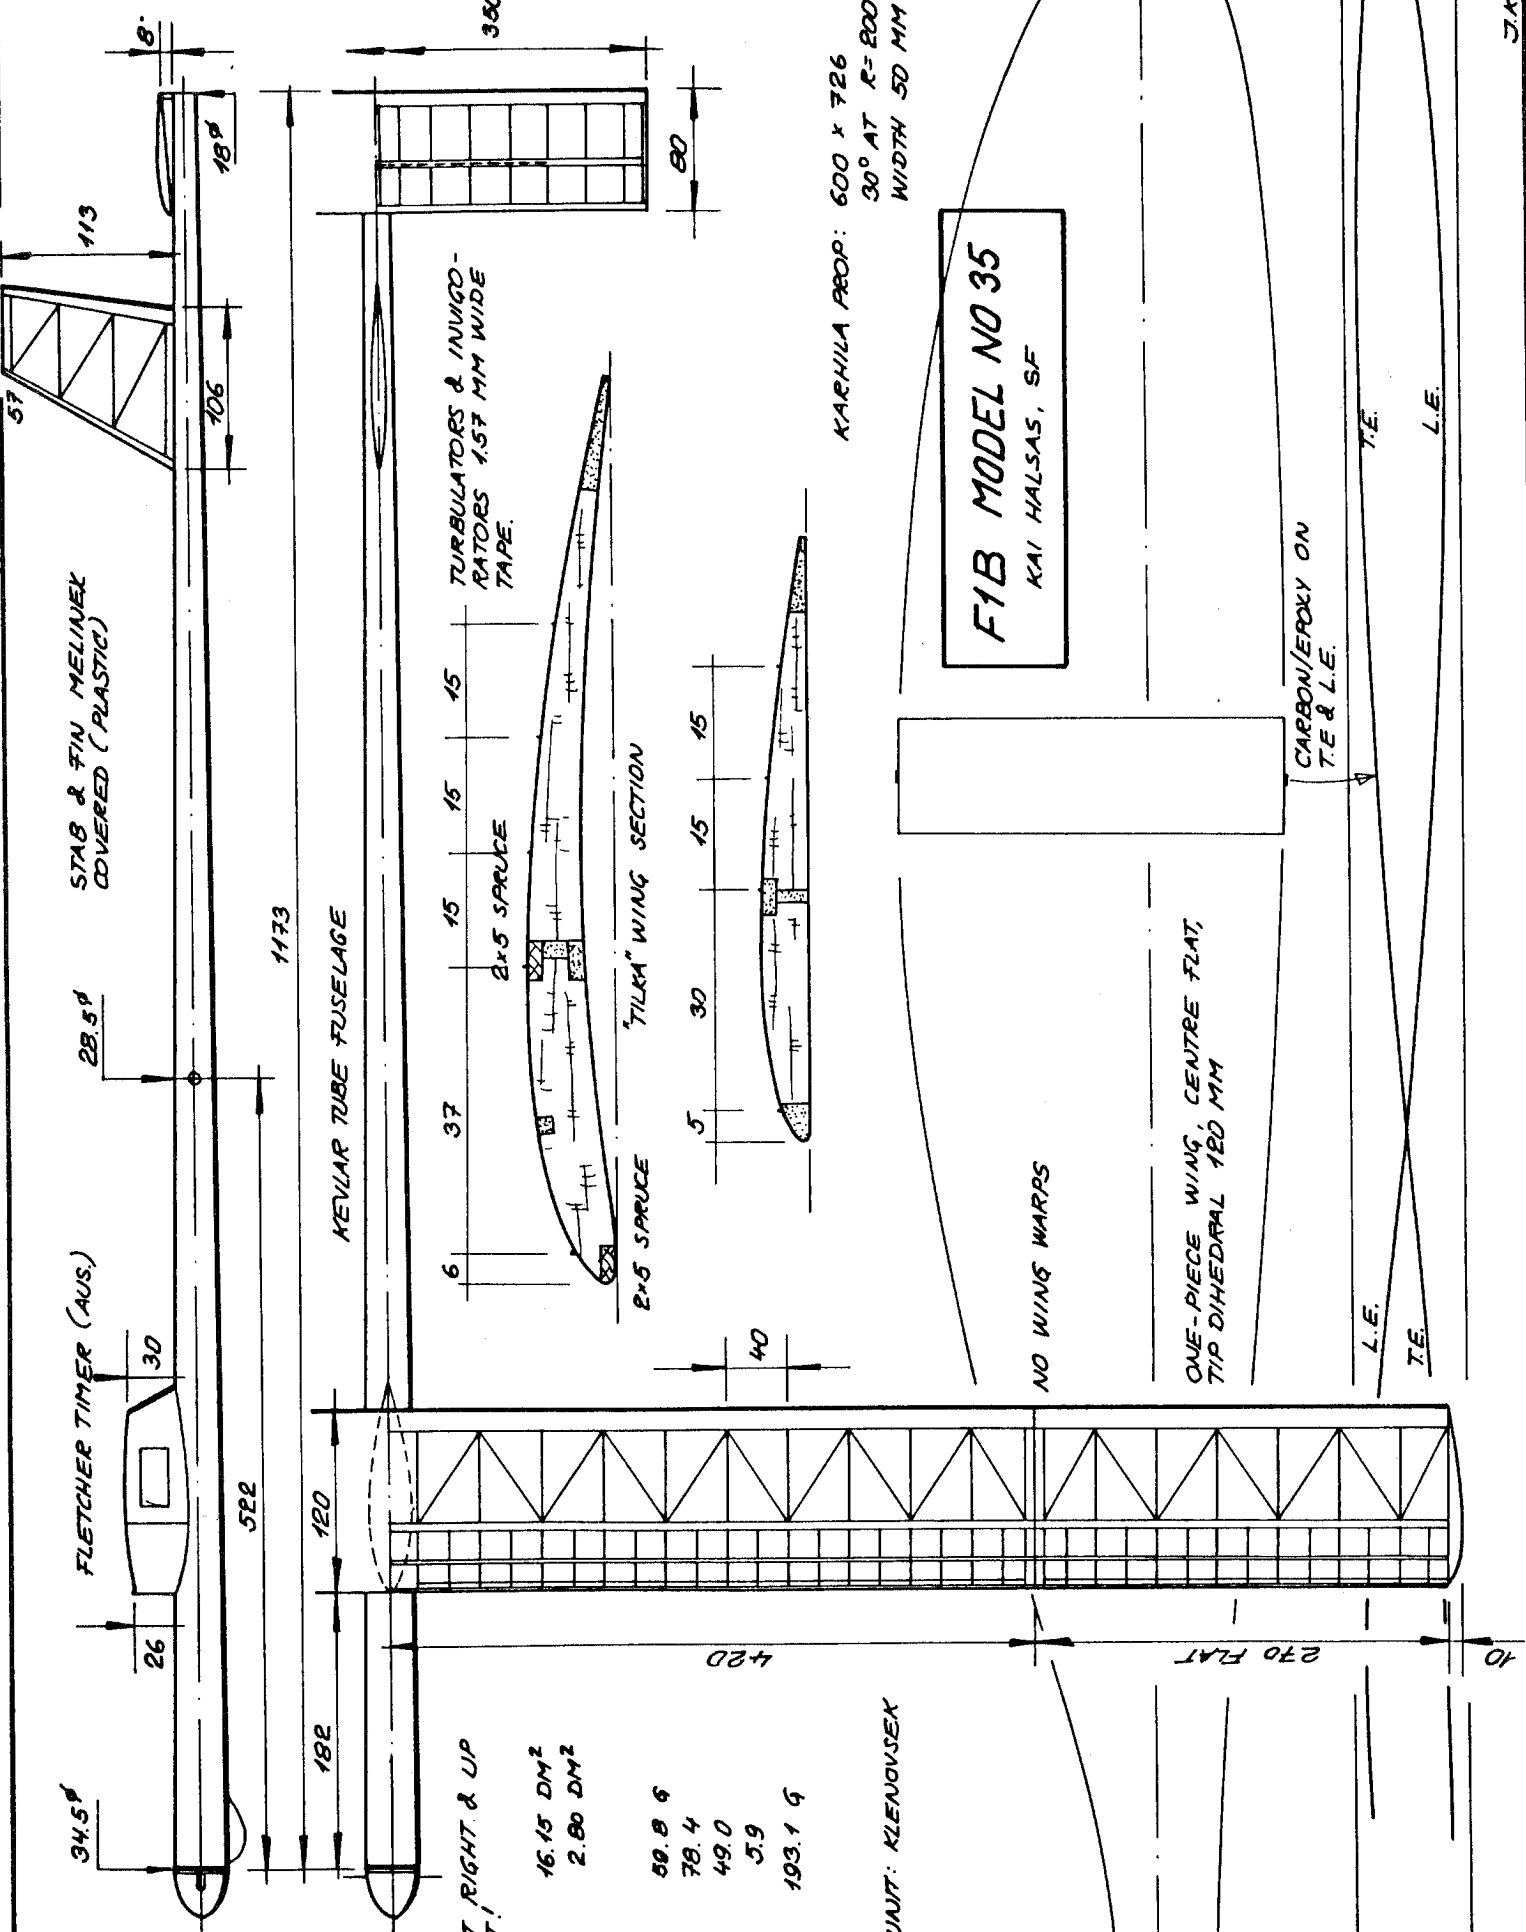 34.5ø
26
FLETCHER TIMER (AUS.)
30
28.5ø
STAB & FIN MELINEX
COVERED (PLASTIC)
57
113
106
18ø
8
522
1173
182
120
KEVLAR TUBE FUSELAGE
350
80
TURBULATORS & INVIGO-
RATORS 1.57 MM WIDE
TAPE.
6
37
15
15
15
2x5 SPRUCE
2x5 SPRUCE
"TILKA" WING SECTION
5
30
15
15
40
420
270 FLAT
10
RIGHT & UP
16.15 DM²
2.80 DM²
59.8 G
78.4
49.0
5.9
193.1 G
UNIT: KLENOVSEK
KARHILA PROP: 600 x 726
30° AT R=200
WIDTH 50 MM
F1B MODEL NO 35
KAI HALSAS, SF
NO WING WARPS
ONE-PIECE WING, CENTRE FLAT,
TIP DIHEDRAL 120 MM
CARBON/EPOXY ON
T.E & L.E.
L.E.
T.E.
T.E.
L.E.